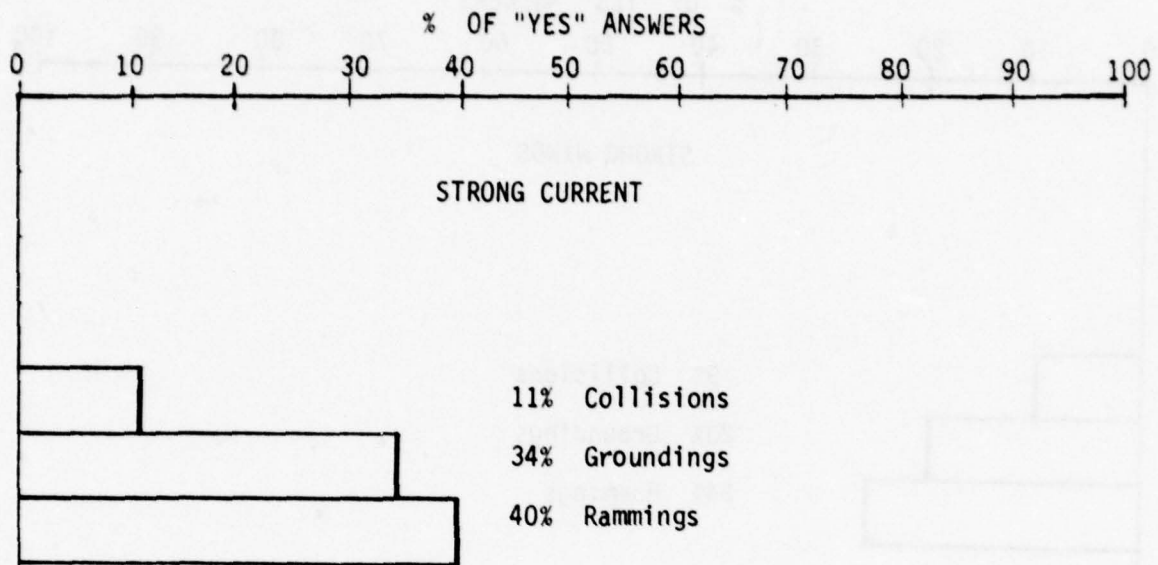 % OF "YES" ANSWERS
0 10 20 30 40 50 60 70 80 90 100
STRONG CURRENT
11% Collisions
34% Groundings
40% Rammings